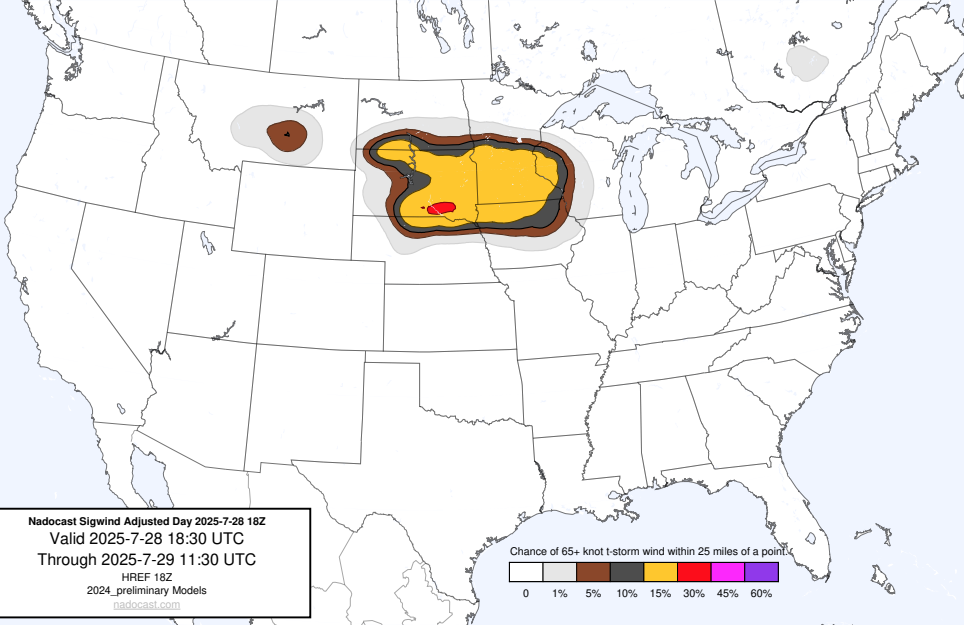 Nadocast Sigwind Adjusted Day 2025-7-28 18Z
Valid 2025-7-28 18:30 UTC
Through 2025-7-29 11:30 UTC
HREF 18Z
2024_preliminary Models
nadocast.com
Chance of 65+ knot t-storm wind within 25 miles of a point.
0 1% 5% 10% 15% 30% 45% 60%